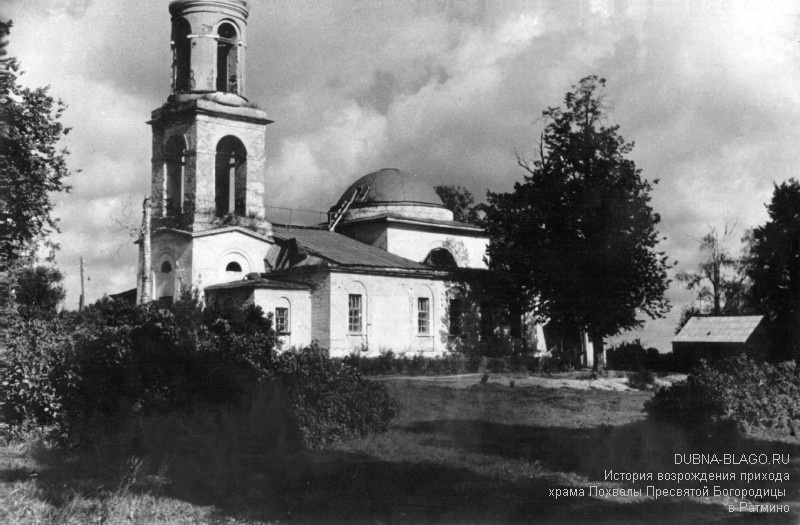 DUBNA-BLAGO.RU
История возрождения прихода
храма Похвалы Пресвятой Богородицы
в Ратмино